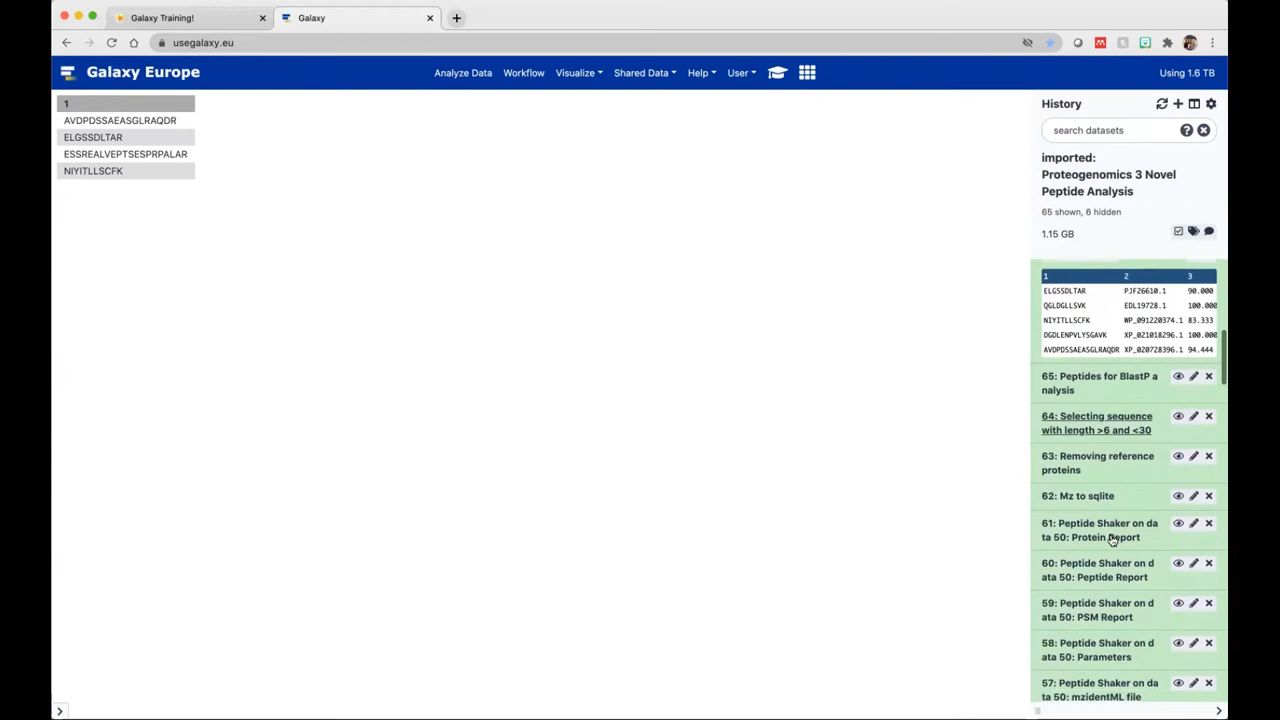 Galaxy Training!
Galaxy
usegalaxy.eu
Galaxy Europe
Analyze Data
Workflow
Visualize
Shared Data
Help
User
Using 1.6 TB
1
AVDPDSSAEASGLRAQDR
ELGSSDLTAR
ESSREALVEPTSESPRPALAR
NIYITLLSCFK
History
search datasets
imported:
Proteogenomics 3 Novel
Peptide Analysis
65 shown, 6 hidden
1.15 GB
1 2 3
ELGSSDLTAR PJF26610.1 90.000
QGLDGLLSVK EDL19728.1 100.000
NIYITLLSCFK WP_091220374.1 83.333
DGDLENPVLYSGAVK XP_021018296.1 100.000
AVDPDSSAEASGLRAQDR XP_020728396.1 94.444
65: Peptides for BlastP a
nalysis
64: Selecting sequence
with length >6 and <30
63: Removing reference
proteins
62: Mz to sqlite
61: Peptide Shaker on da
ta 50: Protein Report
60: Peptide Shaker on d
ata 50: Peptide Report
59: Peptide Shaker on d
ata 50: PSM Report
58: Peptide Shaker on d
ata 50: Parameters
57: Peptide Shaker on da
ta 50: mzidentML file